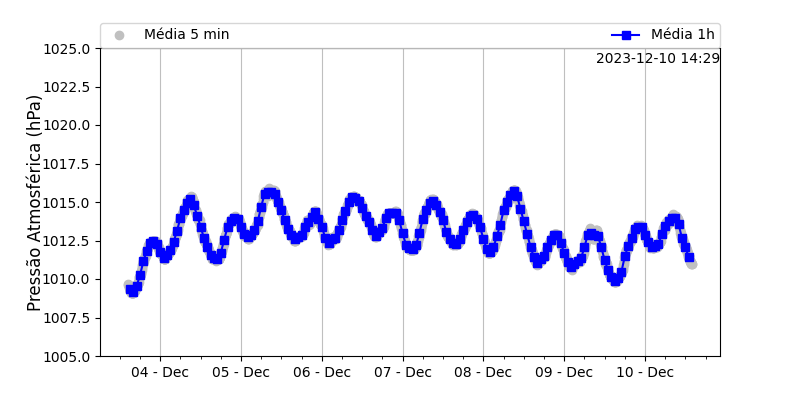 Média 5 min
Média 1h
2023-12-10 14:29
Pressão Atmosférica (hPa)
1025.0
1022.5
1020.0
1017.5
1015.0
1012.5
1010.0
1007.5
1005.0
04 - Dec
05 - Dec
06 - Dec
07 - Dec
08 - Dec
09 - Dec
10 - Dec